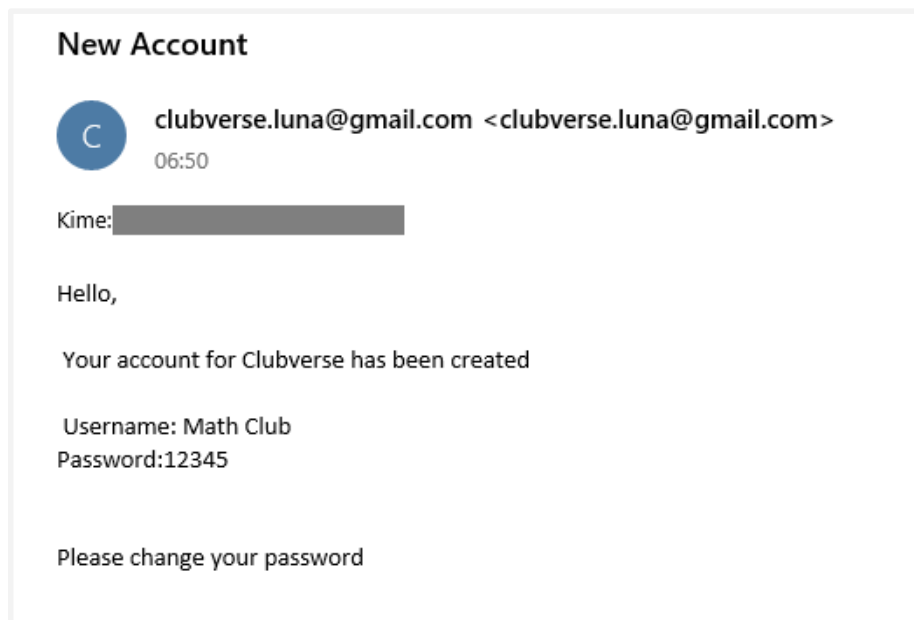 New Account
C
clubverse.luna@gmail.com <clubverse.luna@gmail.com>
06:50
Kime:
Hello,
Your account for Clubverse has been created
Username: Math Club
Password:12345
Please change your password